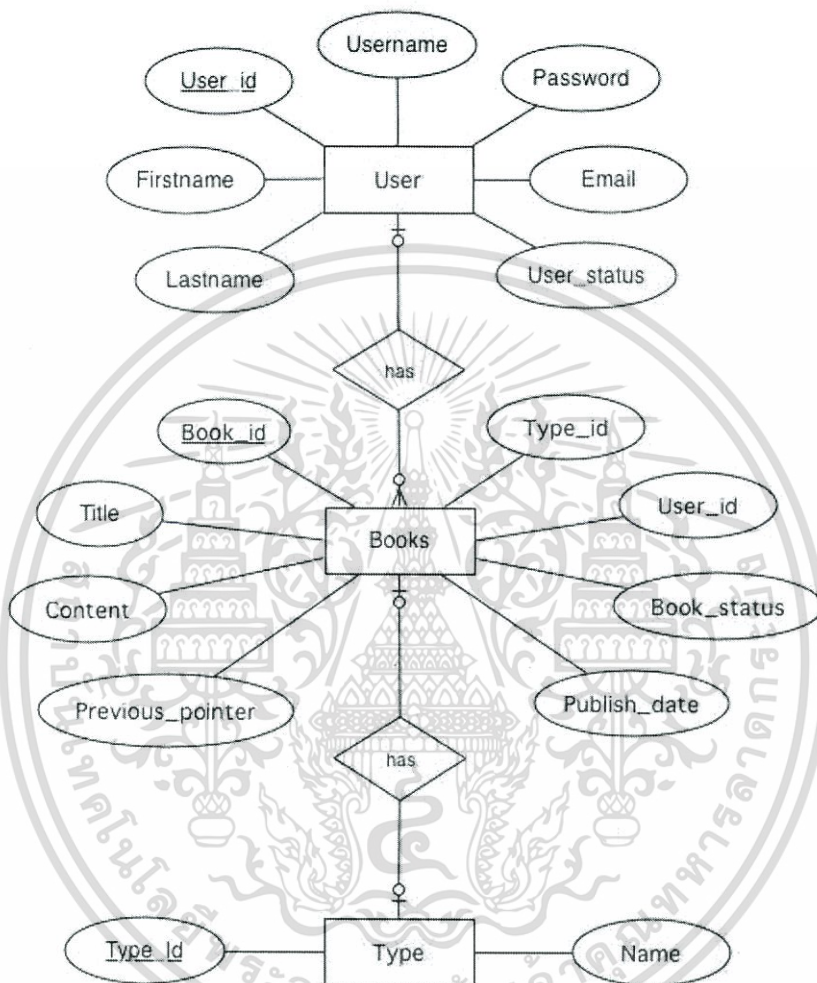 Username
User_id
Password
Firstname
User
Email
Lastname
User_status
has
Book_id
Type_id
Title
User_id
Books
Content
Book_status
Previous_pointer
Publish_date
has
Type_Id
Type
Name